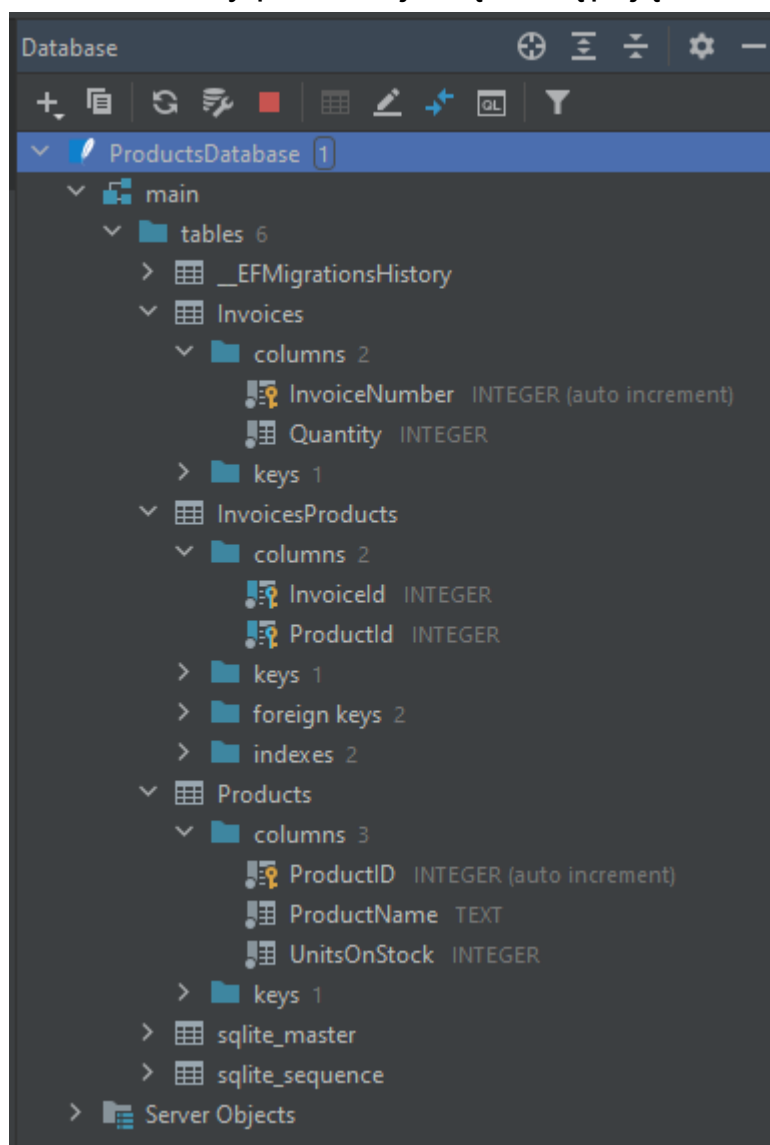 Database
QL
ProductsDatabase 1
main
tables 6
__EFMigrationsHistory
Invoices
columns 2
InvoiceNumber INTEGER (auto increment)
Quantity INTEGER
keys 1
InvoicesProducts
columns 2
InvoiceId INTEGER
ProductId INTEGER
keys 1
foreign keys 2
indexes 2
Products
columns 3
ProductID INTEGER (auto increment)
ProductName TEXT
UnitsOnStock INTEGER
keys 1
sqlite_master
sqlite_sequence
Server Objects